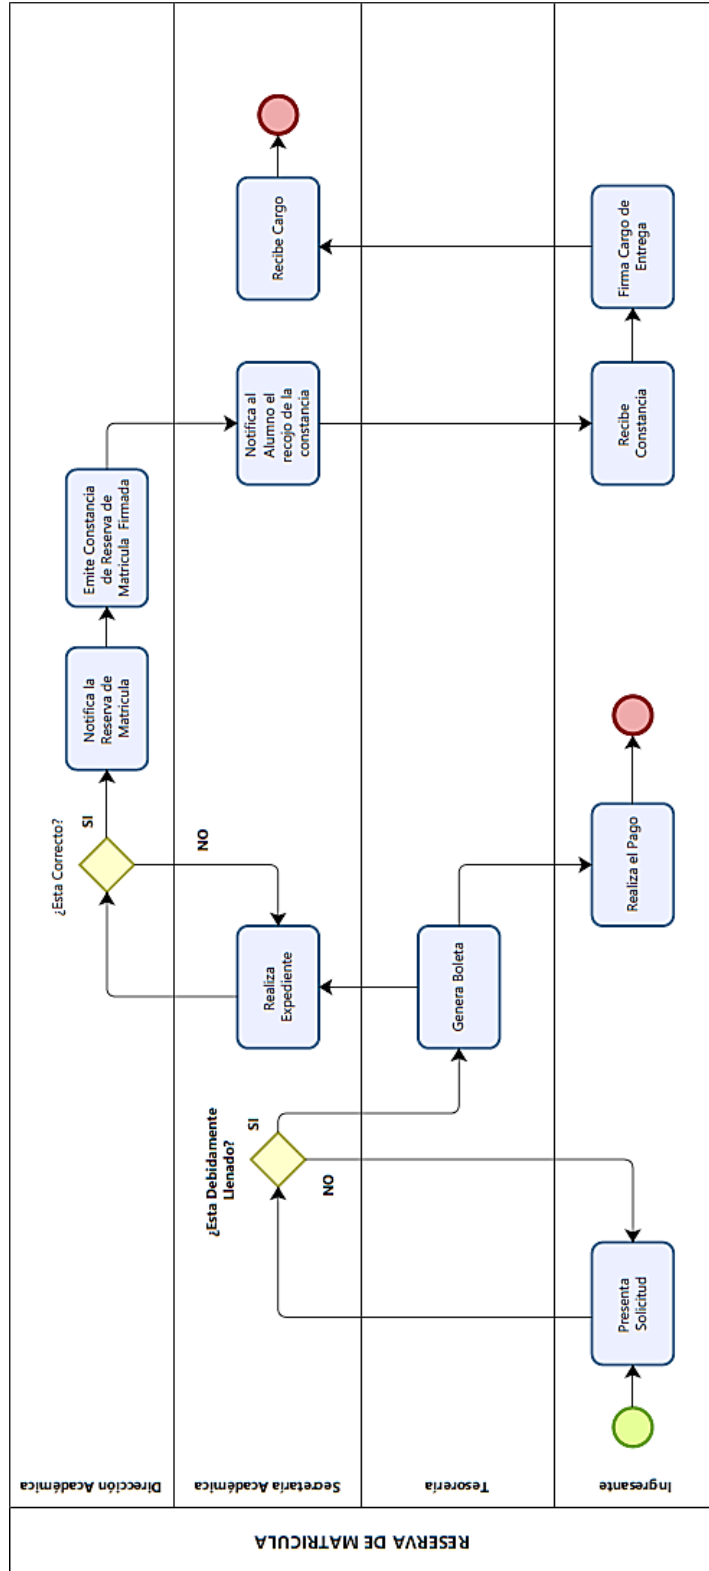 RESERVA DE MATRICULA
Dirección Académica
Secretaria Académica
Tesorería
Ingresante
Presenta
Solicitud
¿Esta Debidamente
Llenado?
SI
NO
Genera Boleta
Realiza el Pago
Realiza
Expediente
¿Esta Correcto?
SI
NO
Notifica la
Reserva de
Matricula
Emite Constancia
de Reserva de
Matricula Firmada
Notifica al
Alumno el
recojo de la
constancia
Recibe
Constancia
Firma Cargo de
Entrega
Recibe Cargo